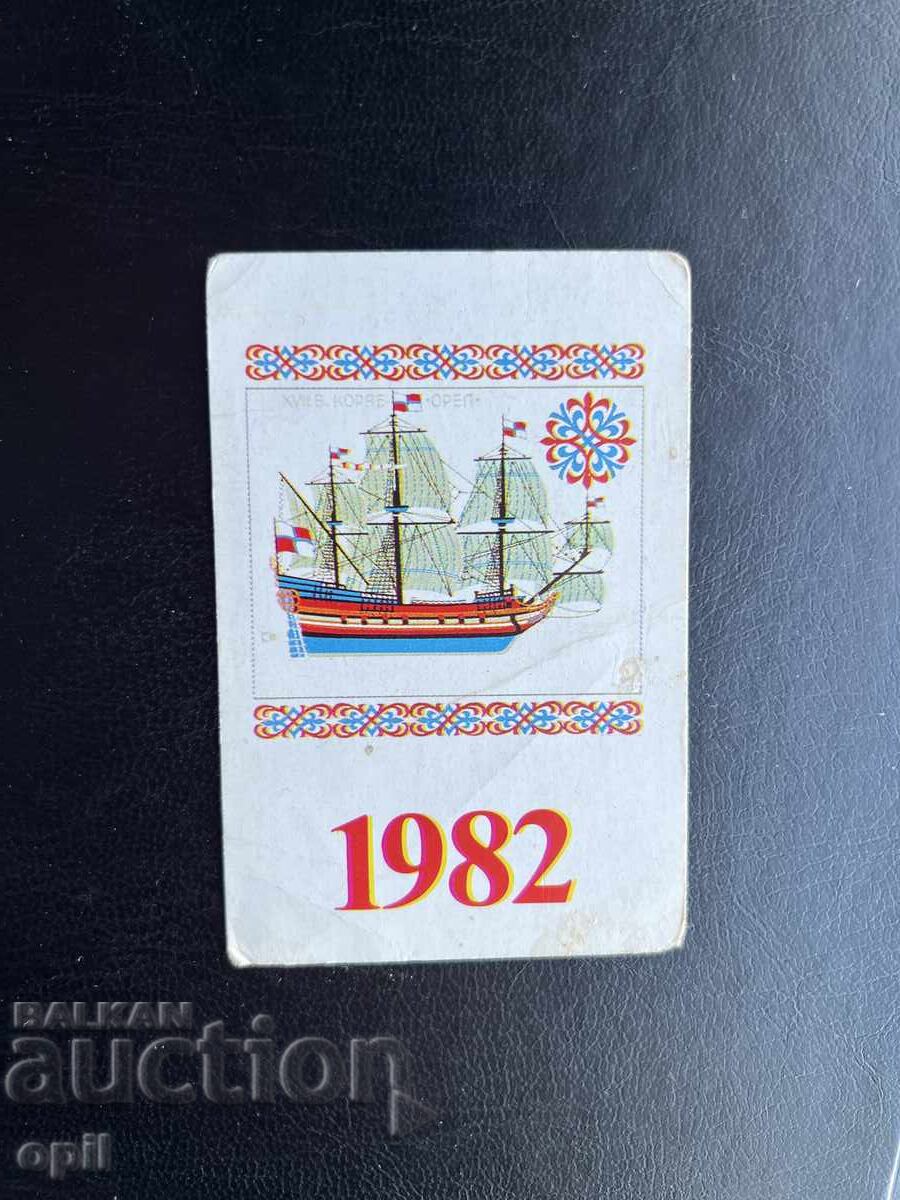 XVII В. КОРАБ «ОРЕЛ»
1982
BALKAN
auction
opil